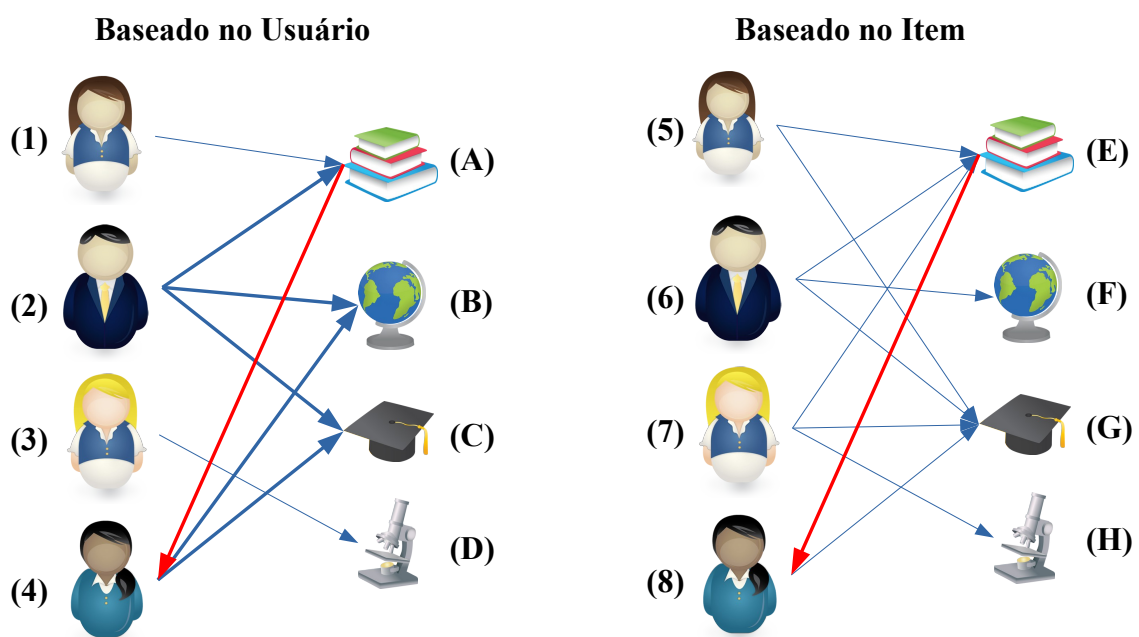 Baseado no Usuário
(1)
(A)
(2)
(B)
(3)
(C)
(4)
(D)
Baseado no Item
(5)
(E)
(6)
(F)
(7)
(G)
(8)
(H)